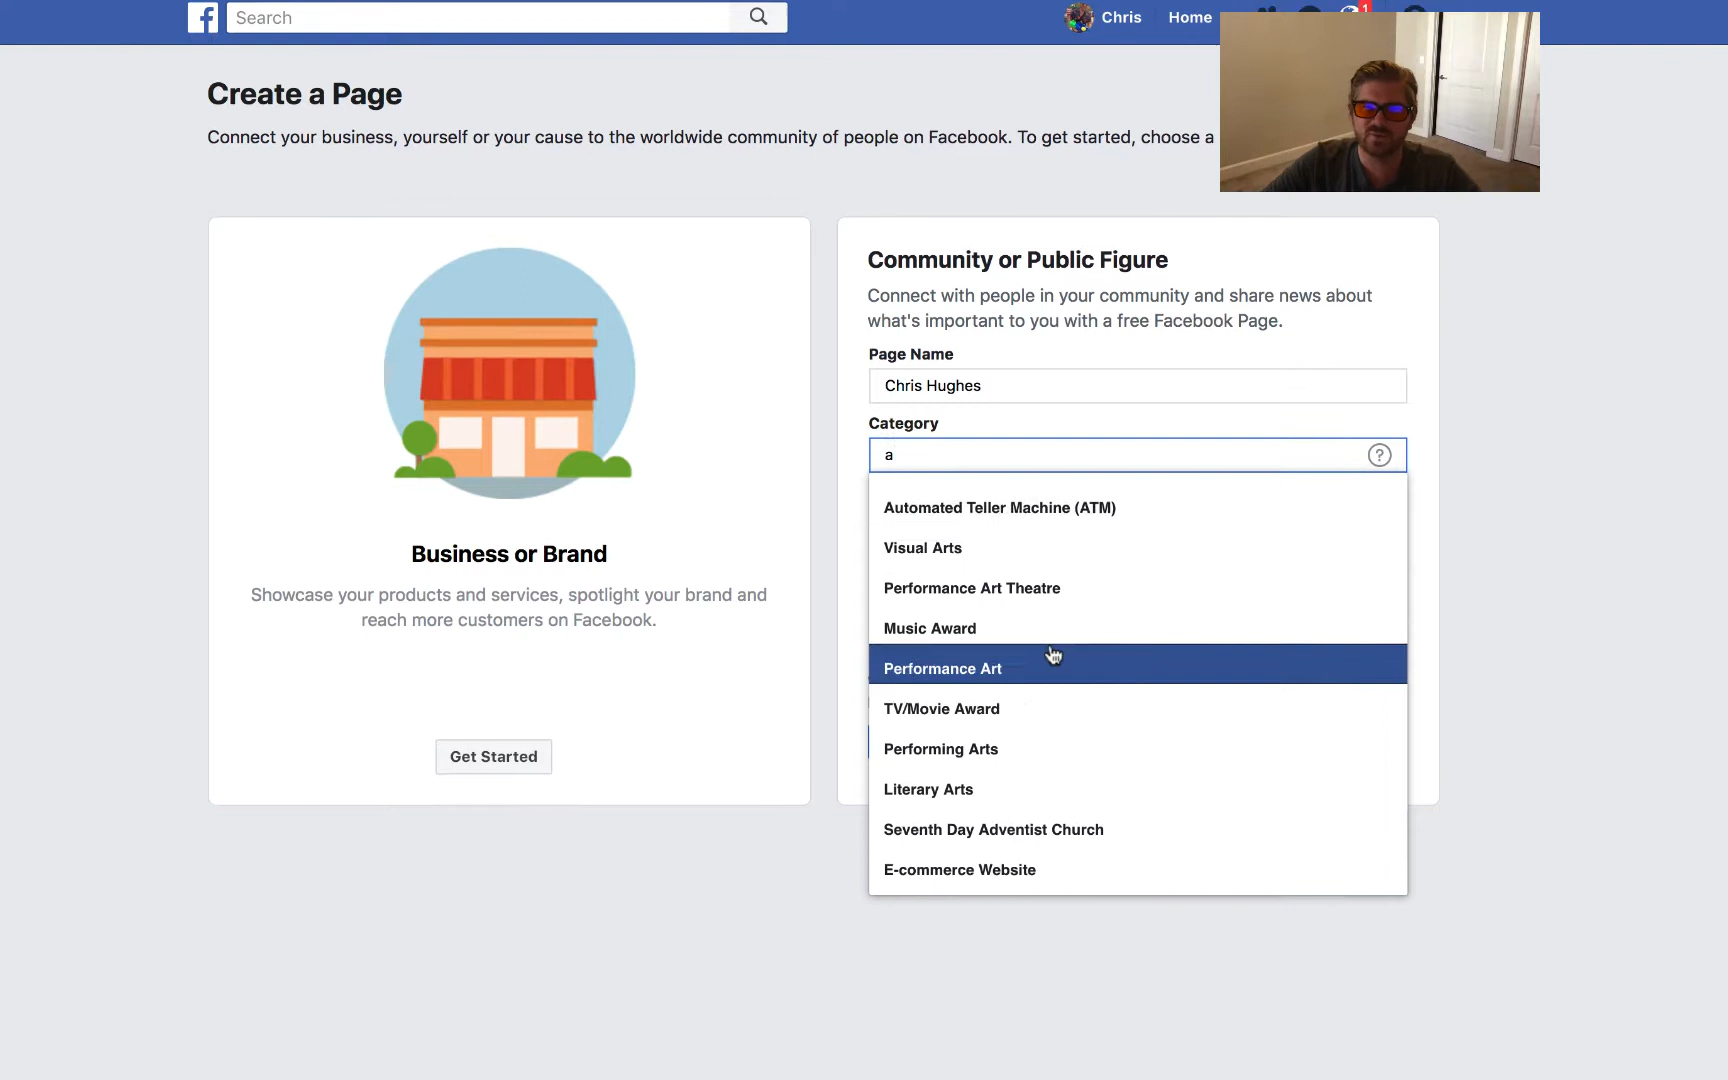 Search
Chris
Home
1
Create a Page
Connect your business, yourself or your cause to the worldwide community of people on Facebook. To get started, choose a
Business or Brand
Showcase your products and services, spotlight your brand and
reach more customers on Facebook.
Get Started
Community or Public Figure
Connect with people in your community and share news about
what's important to you with a free Facebook Page.
Page Name
Chris Hughes
Category
a
?
Automated Teller Machine (ATM)
Visual Arts
Performance Art Theatre
Music Award
Performance Art
TV/Movie Award
Performing Arts
Literary Arts
Seventh Day Adventist Church
E-commerce Website